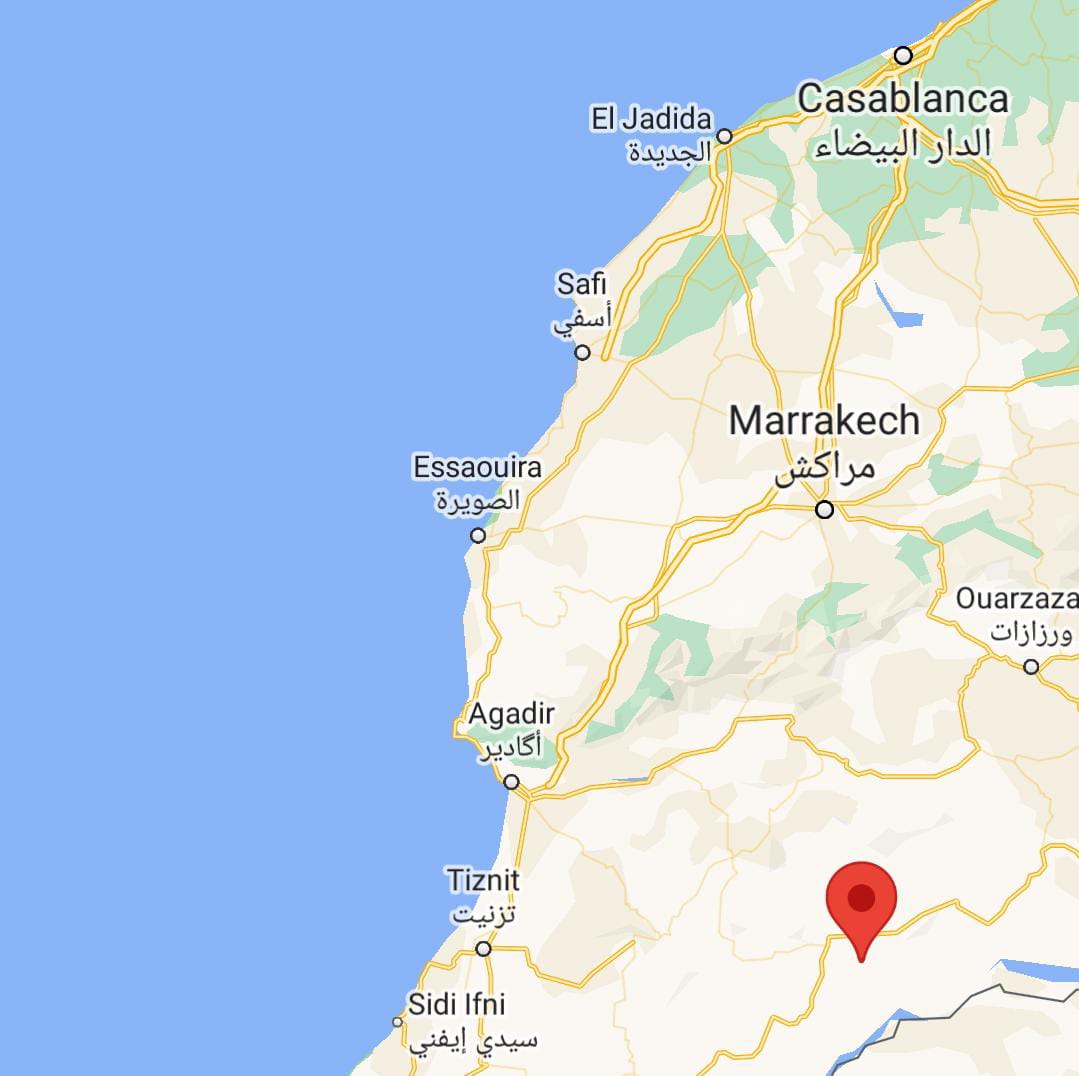 Casablanca
الدار البيضاء
El Jadida
الجديدة
Safi
أسفي
Marrakech
مراكش
Essaouira
الصويرة
Ouarzaza
ورزازات
Agadir
أݣادير
Tiznit
تزنيت
Sidi Ifni
سيدي إيفني